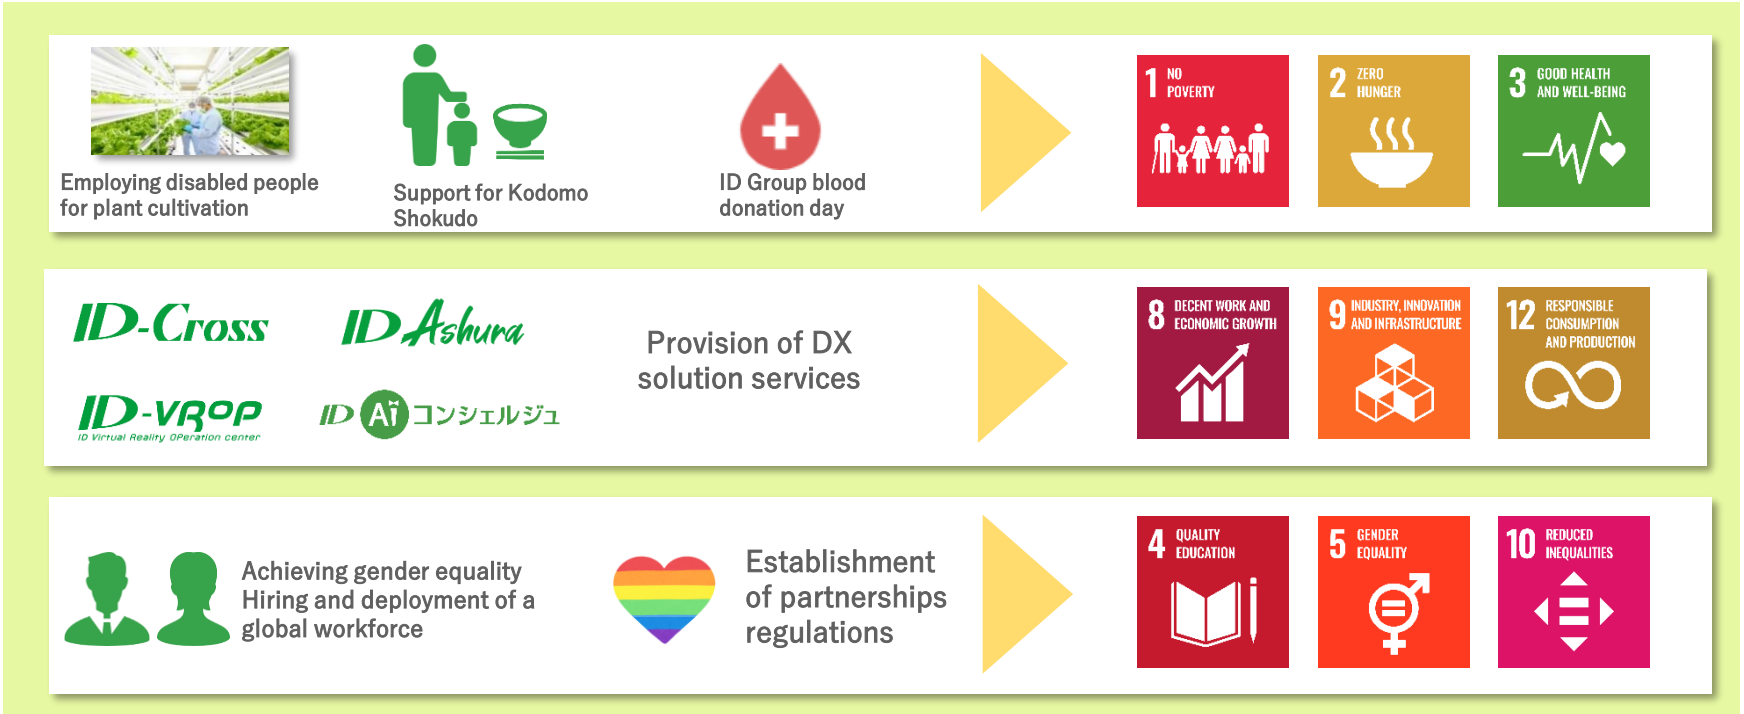 Employing disabled people
for plant cultivation
Support for Kodomo
Shokudo
ID Group blood
donation day
1 NO
POVERTY
2 ZERO
HUNGER
3 GOOD HEALTH
AND WELL-BEING
ID-Cross
ID Ashura
ID-VROP
ID Virtual Reality OPeration center
ID Ai コンシェルジュ
Provision of DX
solution services
8 DECENT WORK AND
ECONOMIC GROWTH
9 INDUSTRY, INNOVATION
AND INFRASTRUCTURE
12 RESPONSIBLE
CONSUMPTION
AND PRODUCTION
Achieving gender equality
Hiring and deployment of a
global workforce
Establishment
of partnerships
regulations
4 QUALITY
EDUCATION
5 GENDER
EQUALITY
10 REDUCED
INEQUALITIES